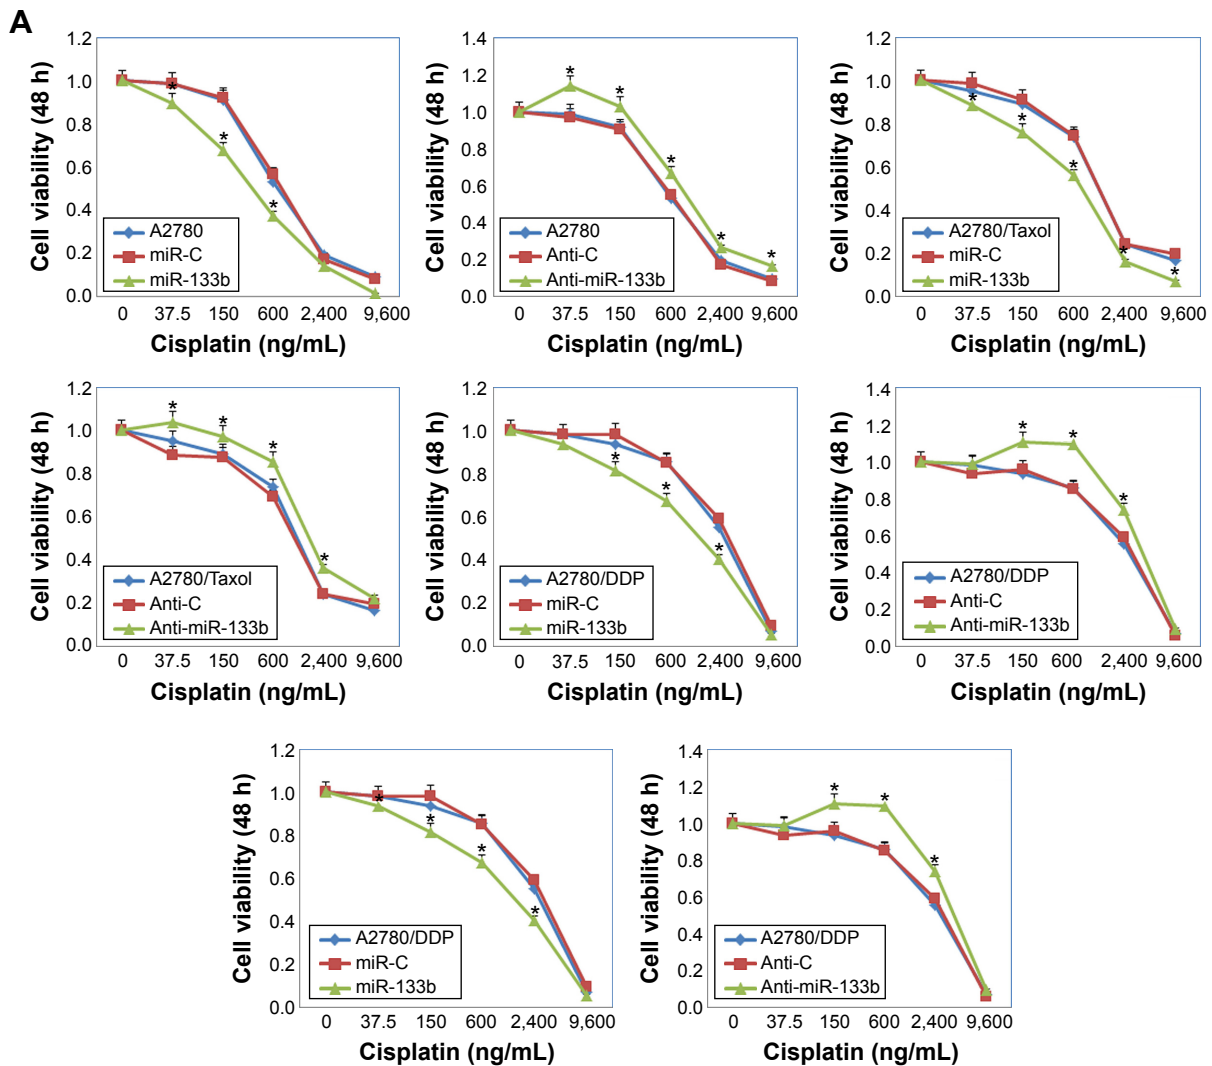 A
Cell viability (48 h)
1.2
1.0
0.8
0.6
0.4
0.2
0.0
* * *
A2780
miR-C
miR-133b
0 37.5 150 600 2,400 9,600
Cisplatin (ng/mL)
Cell viability (48 h)
1.4
1.2
1.0
0.8
0.6
0.4
0.2
0.0
* * * * *
A2780
Anti-C
Anti-miR-133b
0 37.5 150 600 2,400 9,600
Cisplatin (ng/mL)
Cell viability (48 h)
1.2
1.0
0.8
0.6
0.4
0.2
0.0
* * * * *
A2780/Taxol
miR-C
miR-133b
0 37.5 150 600 2,400 9,600
Cisplatin (ng/mL)
Cell viability (48 h)
1.2
1.0
0.8
0.6
0.4
0.2
0.0
* * * *
A2780/Taxol
Anti-C
Anti-miR-133b
0 37.5 150 600 2,400 9,600
Cisplatin (ng/mL)
Cell viability (48 h)
1.2
1.0
0.8
0.6
0.4
0.2
0.0
* * *
A2780/DDP
miR-C
miR-133b
0 37.5 150 600 2,400 9,600
Cisplatin (ng/mL)
Cell viability (48 h)
1.4
1.2
1.0
0.8
0.6
0.4
0.2
0.0
* * *
A2780/DDP
Anti-C
Anti-miR-133b
0 37.5 150 600 2,400 9,600
Cisplatin (ng/mL)
Cell viability (48 h)
1.2
1.0
0.8
0.6
0.4
0.2
0.0
* * * *
A2780/DDP
miR-C
miR-133b
0 37.5 150 600 2,400 9,600
Cisplatin (ng/mL)
Cell viability (48 h)
1.4
1.2
1.0
0.8
0.6
0.4
0.2
0.0
* * *
A2780/DDP
Anti-C
Anti-miR-133b
0 37.5 150 600 2,400 9,600
Cisplatin (ng/mL)